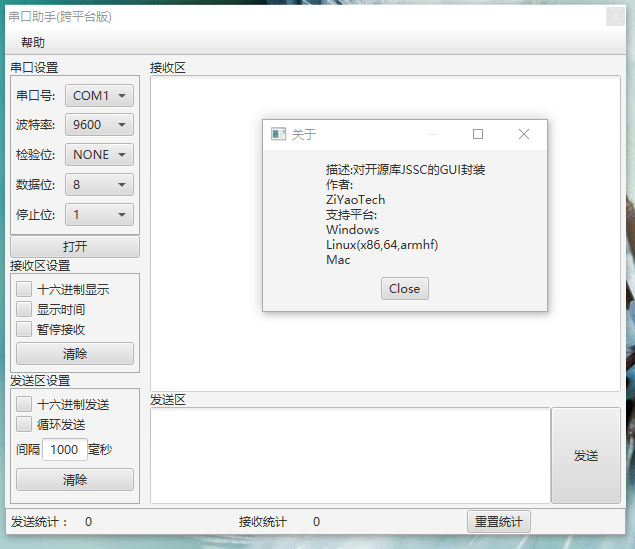 串口助手(跨平台版)
帮助
串口设置
串口号: COM1
波特率: 9600
检验位: NONE
数据位: 8
停止位: 1
打开
接收区设置
十六进制显示
显示时间
暂停接收
清除
发送区设置
十六进制发送
循环发送
间隔 1000 毫秒
清除
接收区
关于
描述:对开源库JSSC的GUI封装
作者:
ZiYaoTech
支持平台:
Windows
Linux(x86,64,armhf)
Mac
Close
发送区
发送
发送统计： 0 接收统计 0 重置统计